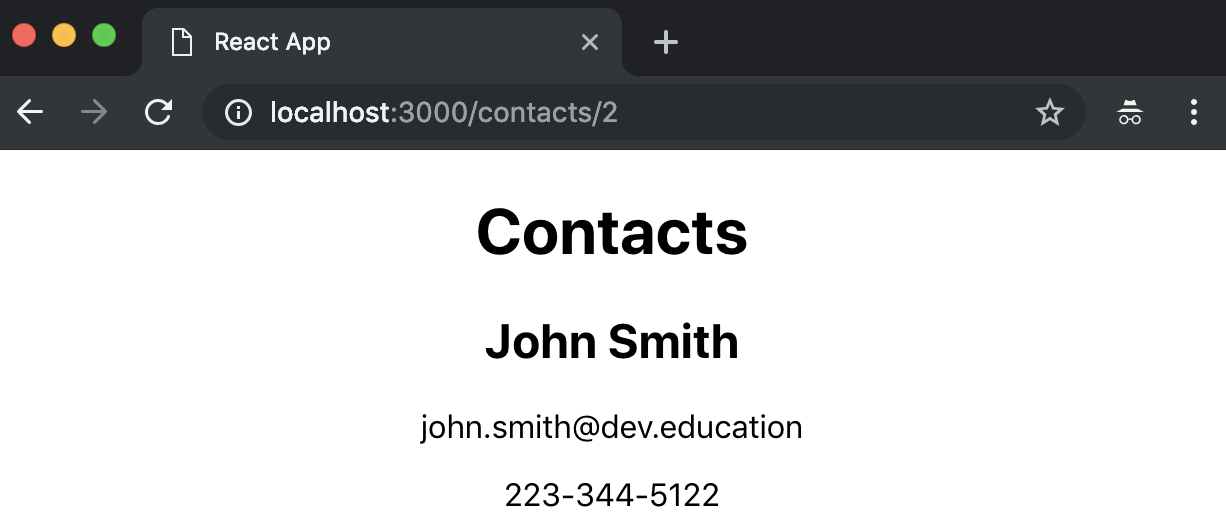 React App
localhost:3000/contacts/2
Contacts
John Smith
john.smith@dev.education
223-344-5122